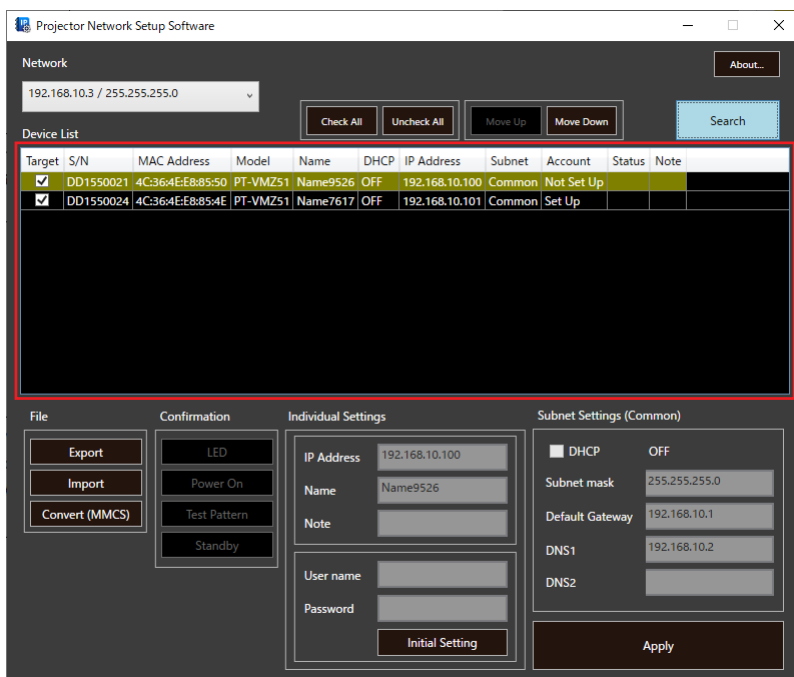 Projector Network Setup Software
Network
About...
192.168.10.3 / 255.255.255.0
Check All Uncheck All Move Up Move Down Search
Device List
Target S/N MAC Address Model Name DHCP IP Address Subnet Account Status Note
DD1550021 4C:36:4E:E8:85:50 PT-VMZ51 Name9526 OFF 192.168.10.100 Common Not Set Up
DD1550024 4C:36:4E:E8:85:4E PT-VMZ51 Name7617 OFF 192.168.10.101 Common Set Up
File
Export
Import
Convert (MMCS)
Confirmation
LED
Power On
Test Pattern
Standby
Individual Settings
IP Address 192.168.10.100
Name Name9526
Note
User name
Password
Initial Setting
Subnet Settings (Common)
DHCP OFF
Subnet mask 255.255.255.0
Default Gateway 192.168.10.1
DNS1 192.168.10.2
DNS2
Apply